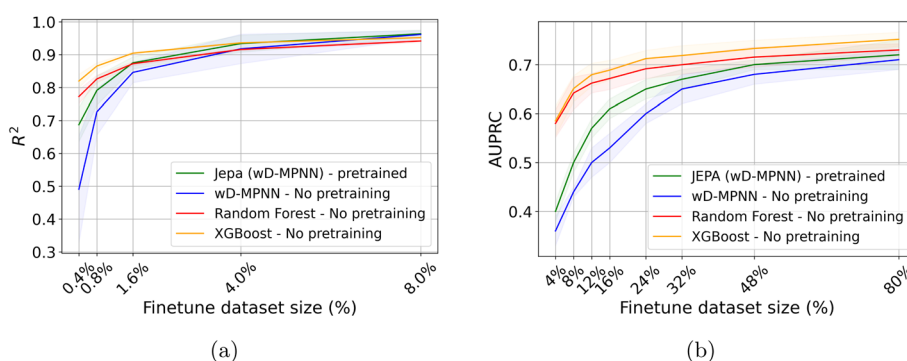 1.0
0.9
0.8
0.7
0.6
0.5
0.4
0.3
R²
Jepa (wD-MPNN) - pretrained
wD-MPNN - No pretraining
Random Forest - No pretraining
XGBoost - No pretraining
0.4%
0.8%
1.6%
4.0%
8.0%
Finetune dataset size (%)
(a)
0.7
0.6
0.5
0.4
AUPRC
JEPA (wD-MPNN) - pretrained
wD-MPNN - No pretraining
Random Forest - No pretraining
XGBoost - No pretraining
4%
8%
12%
16%
24%
32%
48%
80%
Finetune dataset size (%)
(b)